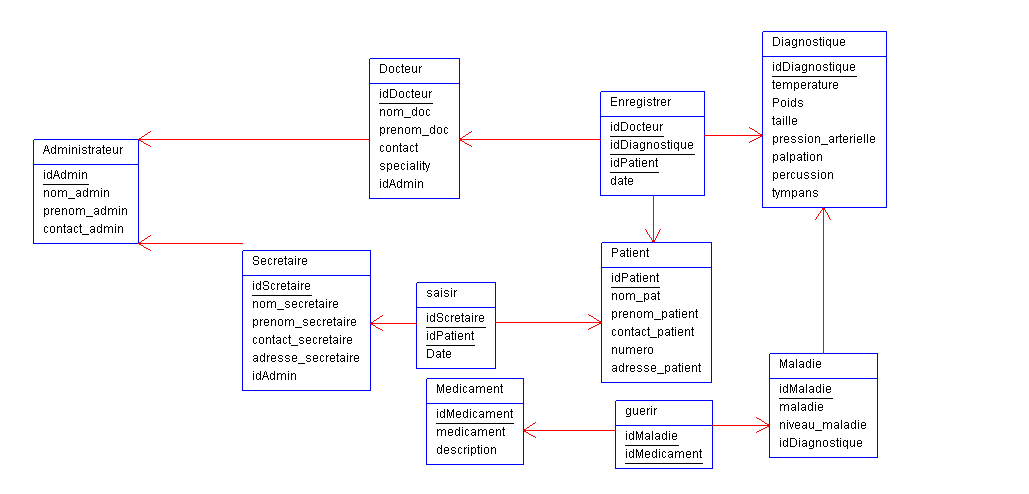 Administrateur
idAdmin
nom_admin
prenom_admin
contact_admin
Docteur
idDocteur
nom_doc
prenom_doc
contact
speciality
idAdmin
Enregistrer
idDocteur
idDiagnostique
idPatient
date
Diagnostique
idDiagnostique
temperature
Poids
taille
pression_arterielle
palpation
percussion
tympans
Secretaire
idScretaire
nom_secretaire
prenom_secretaire
contact_secretaire
adresse_secretaire
idAdmin
saisir
idScretaire
idPatient
Date
Patient
idPatient
nom_pat
prenom_patient
contact_patient
numero
adresse_patient
Medicament
idMedicament
medicament
description
guerir
idMaladie
idMedicament
Maladie
idMaladie
maladie
niveau_maladie
idDiagnostique